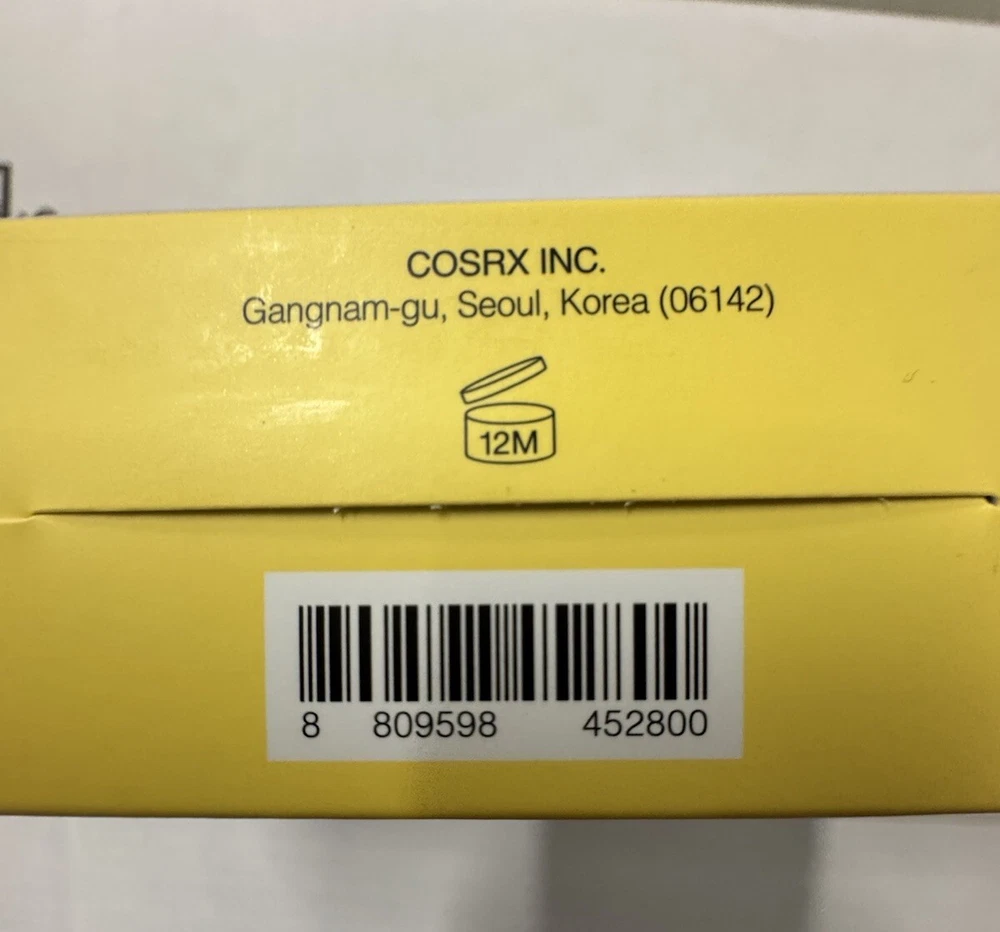 COSRX INC.
Gangnam-gu, Seoul, Korea (06142)
12M
8 809598 452800